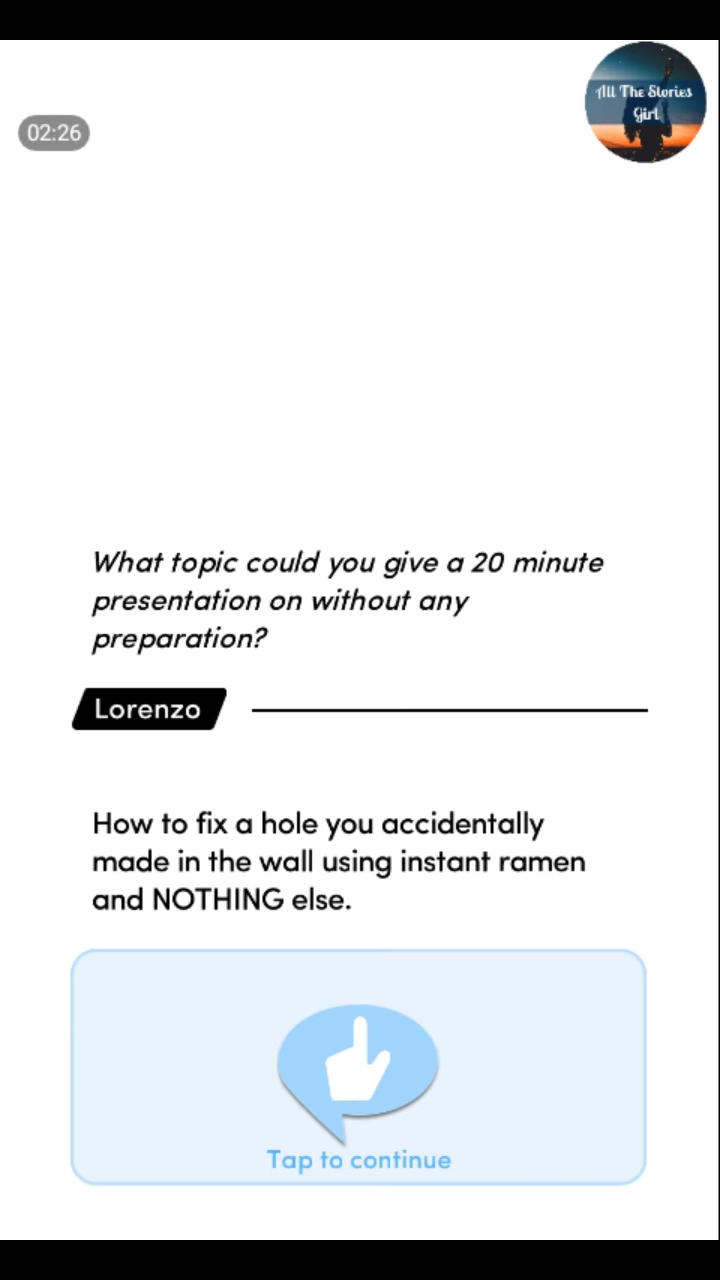 All The Stories
Girl
02:26
What topic could you give a 20 minute
presentation on without any
preparation?
Lorenzo
How to fix a hole you accidentally
made in the wall using instant ramen
and NOTHING else.
Tap to continue